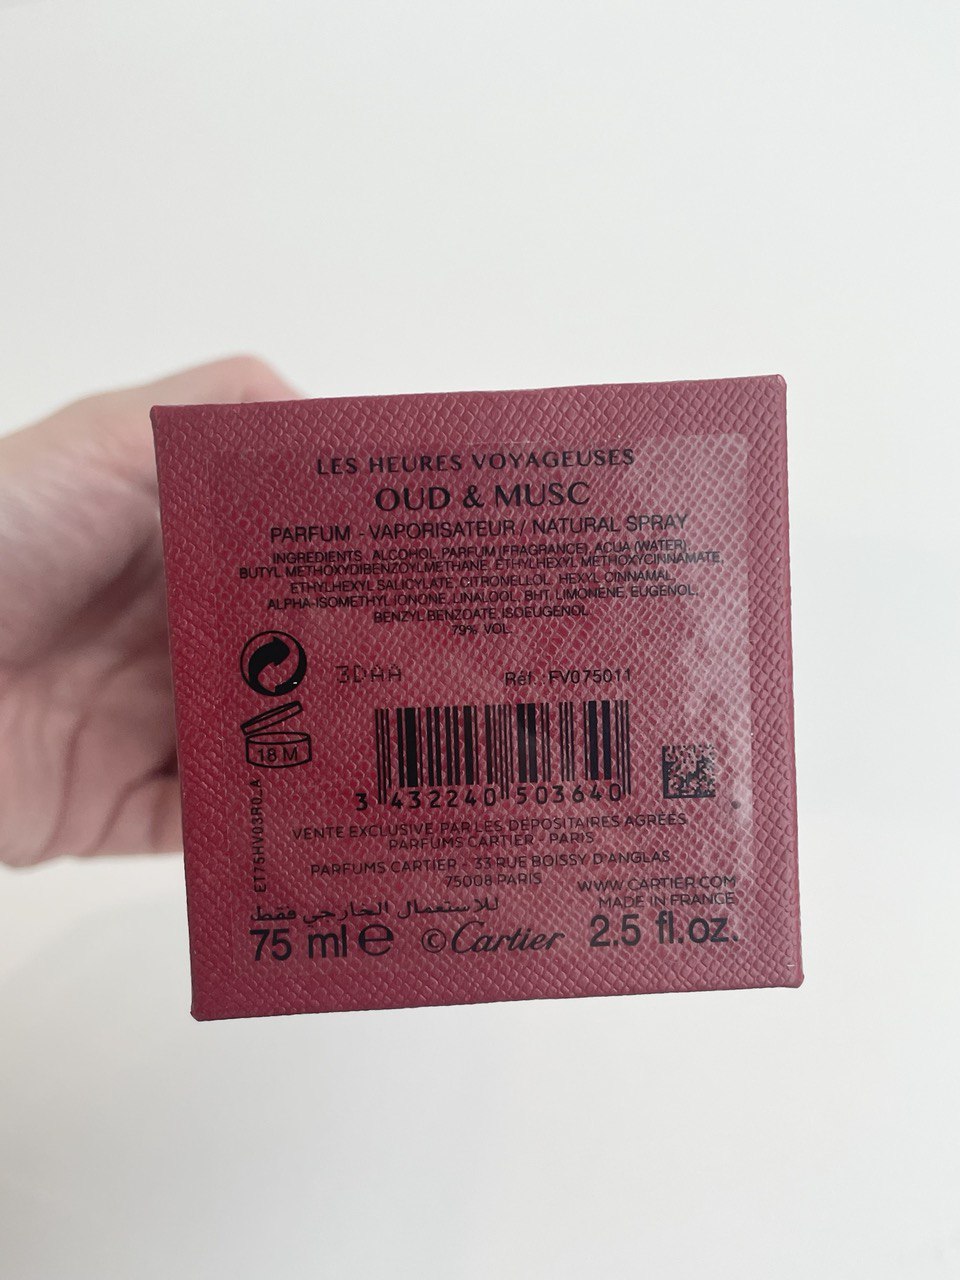 LES HEURES VOYAGEUSES
OUD & MUSC
PARFUM - VAPORISATEUR / NATURAL SPRAY
INGREDIENTS ALCOHOL, PARFUM (FRAGRANCE), AQUA (WATER),
BUTYL METHOXYDIBENZOYLMETHANE, ETHYLHEXYL METHOXYCINNAMATE,
ETHYLHEXYL SALICYLATE, CITRONELLOL, HEXYL CINNAMAL,
ALPHA-ISOMETHYL IONONE, LINALOOL, BHT, LIMONENE, EUGENOL,
BENZYL BENZOATE, ISOEUGENOL.
79% VOL.
3DAA
Réf. : FV075011
18 M
3 432240 503640
ET75HV03R0_A
VENTE EXCLUSIVE PAR LES DÉPOSITAIRES AGRÉÉS
PARFUMS CARTIER - PARIS
PARFUMS CARTIER - 33 RUE BOISSY D'ANGLAS
75008 PARIS
WWW.CARTIER.COM
MADE IN FRANCE
للاستعمال الخارجي فقط
75 ml e © Cartier 2.5 fl.oz.